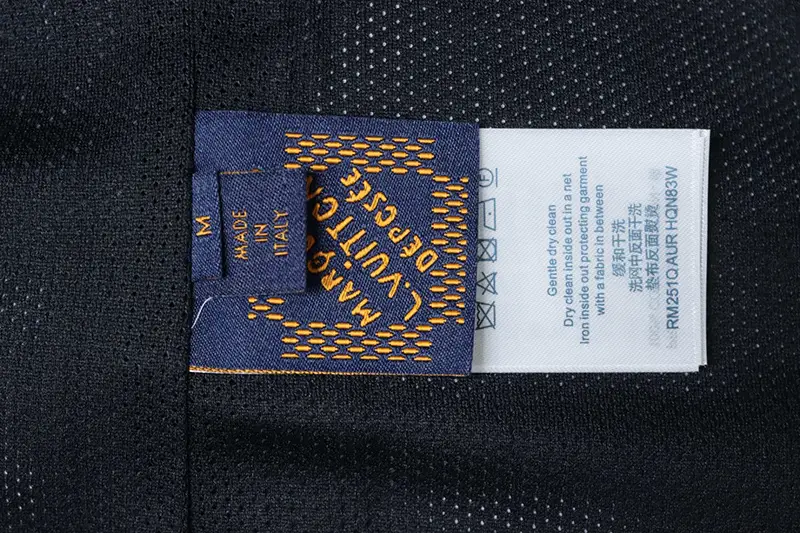 M
MADE
IN
ITALY
MARQUE
L. VUITTON
DÉPOSÉE
Gentle dry clean
Dry clean inside out in a net
iron inside out protecting garment
with a fabric in between
缓和干洗
洗网中反面干洗
垫布反面熨烫
RM251Q AUR HQN83W